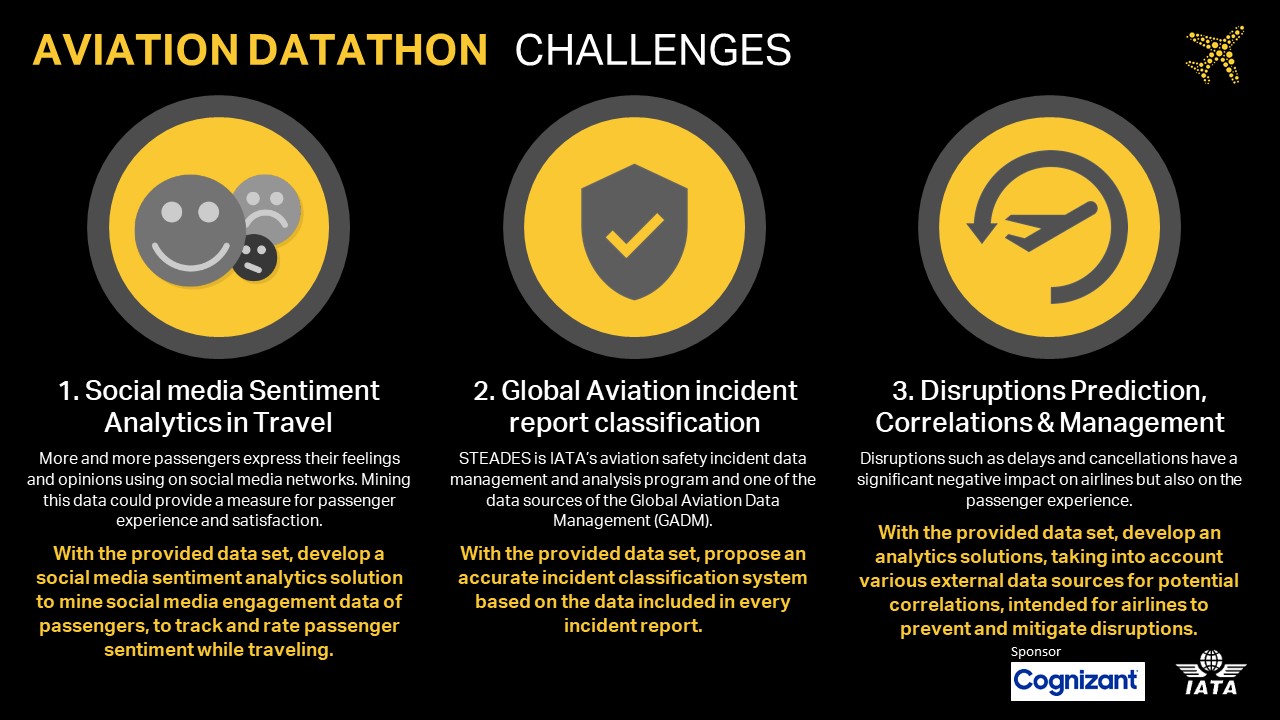 AVIATION DATATHON CHALLENGES
1. Social media Sentiment
Analytics in Travel
More and more passengers express their feelings
and opinions using on social media networks. Mining
this data could provide a measure for passenger
experience and satisfaction.
With the provided data set, develop a
social media sentiment analytics solution
to mine social media engagement data of
passengers, to track and rate passenger
sentiment while traveling.
2. Global Aviation incident
report classification
STEADES is IATA’s aviation safety incident data
management and analysis program and one of the
data sources of the Global Aviation Data
Management (GADM).
With the provided data set, propose an
accurate incident classification system
based on the data included in every
incident report.
3. Disruptions Prediction,
Correlations & Management
Disruptions such as delays and cancellations have a
significant negative impact on airlines but also on the
passenger experience.
With the provided data set, develop an
analytics solutions, taking into account
various external data sources for potential
correlations, intended for airlines to
prevent and mitigate disruptions.
Sponsor
Cognizant
IATA